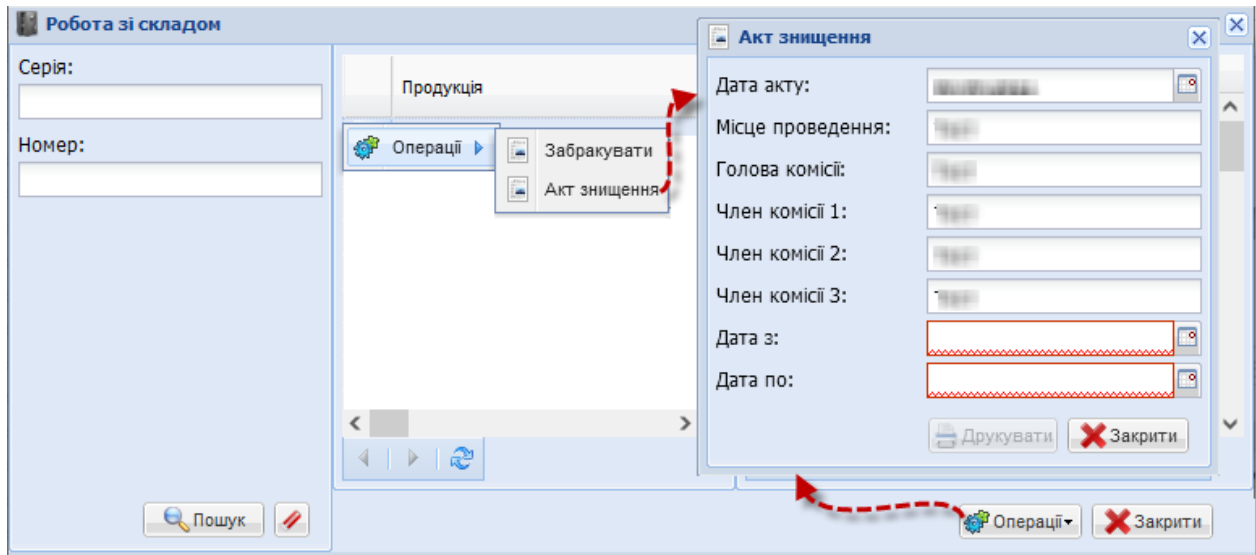 Робота зі складом
Серія:
Номер:
Пошук
Продукція
Операції
Забракувати
Акт знищення
Акт знищення
Дата акту:
Місце проведення:
Голова комісії:
Член комісії 1:
Член комісії 2:
Член комісії 3:
Дата з:
Дата по:
Друкувати Закрити
Операції Закрити